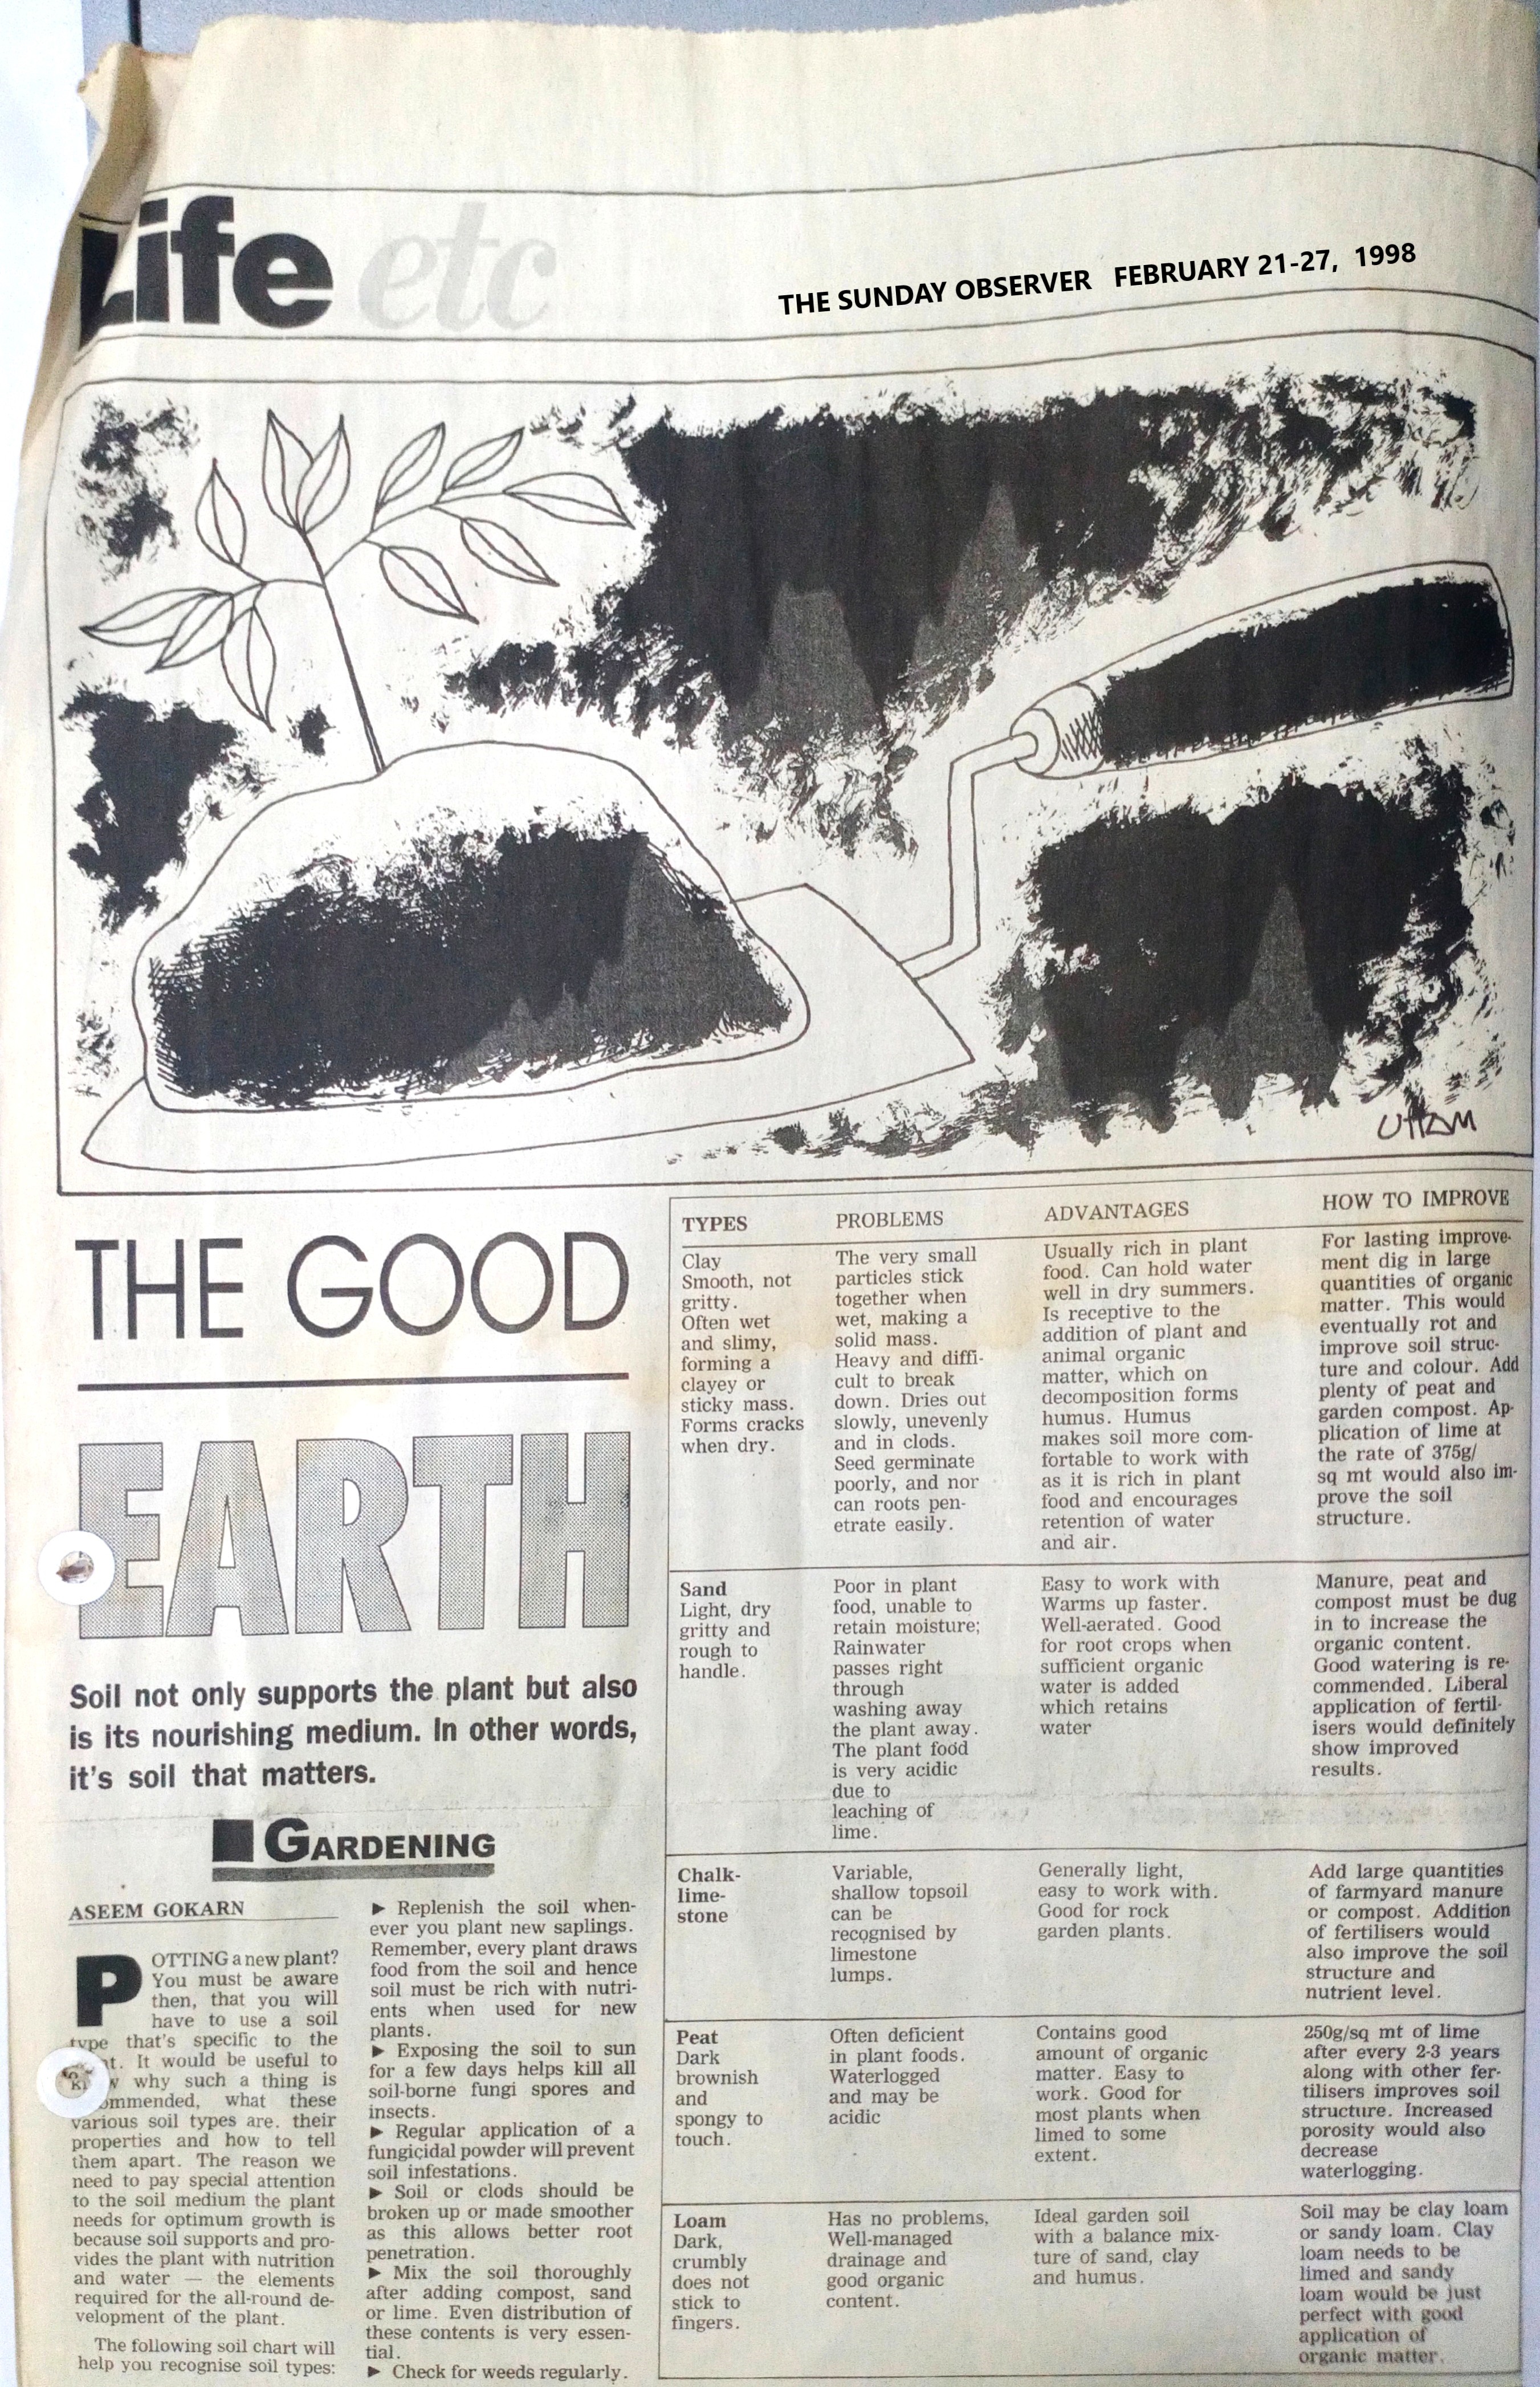 Life etc
THE SUNDAY OBSERVER FEBRUARY 21-27, 1998
UTTAM
THE GOOD
EARTH
Soil not only supports the plant but also
is its nourishing medium. In other words,
it's soil that matters.
GARDENING
ASEEM GOKARN
POTTING a new plant?
You must be aware
then, that you will
have to use a soil
type that's specific to the
It would be useful to
why such a thing is
what these
various soil types are. their
properties and how to tell
them apart. The reason we
need to pay special attention
to the soil medium the plant
needs for optimum growth is
because soil supports and pro-
vides the plant with nutrition
and water — the elements
required for the all-round de-
velopment of the plant.
The following soil chart will
help you recognise soil types:
► Replenish the soil when-
ever you plant new saplings.
Remember, every plant draws
food from the soil and hence
soil must be rich with nutri-
ents when used for new
plants.
► Exposing the soil to sun
for a few days helps kill all
soil-borne fungi spores and
insects.
► Regular application of a
fungicidal powder will prevent
soil infestations.
► Soil or clods should be
broken up or made smoother
as this allows better root
penetration.
► Mix the soil thoroughly
after adding compost, sand
or lime. Even distribution of
these contents is very essen-
tial.
► Check for weeds regularly.
TYPES
PROBLEMS
ADVANTAGES
HOW TO IMPROVE
Clay
Smooth, not
gritty.
Often wet
and slimy,
forming a
clayey or
sticky mass.
Forms cracks
when dry.
The very small
particles stick
together when
wet, making a
solid mass.
Heavy and diffi-
cult to break
down. Dries out
slowly, unevenly
and in clods.
Seed germinate
poorly, and nor
can roots pen-
etrate easily.
Usually rich in plant
food. Can hold water
well in dry summers.
Is receptive to the
addition of plant and
animal organic
matter, which on
decomposition forms
humus. Humus
makes soil more com-
fortable to work with
as it is rich in plant
food and encourages
retention of water
and air.
For lasting improve-
ment dig in large
quantities of organic
matter. This would
eventually rot and
improve soil struc-
ture and colour. Add
plenty of peat and
garden compost. Ap-
plication of lime at
the rate of 375g/
sq mt would also im-
prove the soil
structure.
Sand
Light, dry
gritty and
rough to
handle.
Poor in plant
food, unable to
retain moisture;
Rainwater
passes right
through
washing away
the plant away.
The plant food
is very acidic
due to
leaching of
lime.
Easy to work with
Warms up faster.
Well-aerated. Good
for root crops when
sufficient organic
water is added
which retains
water
Manure, peat and
compost must be dug
in to increase the
organic content.
Good watering is re-
commended. Liberal
application of fertil-
isers would definitely
show improved
results.
Chalk-
lime-
stone
Variable,
shallow topsoil
can be
recognised by
limestone
lumps.
Generally light,
easy to work with.
Good for rock
garden plants.
Add large quantities
of farmyard manure
or compost. Addition
of fertilisers would
also improve the soil
structure and
nutrient level.
Peat
Dark
brownish
and
spongy to
touch.
Often deficient
in plant foods.
Waterlogged
and may be
acidic
Contains good
amount of organic
matter. Easy to
work. Good for
most plants when
limed to some
extent.
250g/sq mt of lime
after every 2-3 years
along with other fer-
tilisers improves soil
structure. Increased
porosity would also
decrease
waterlogging.
Loam
Dark,
crumbly
does not
stick to
fingers.
Has no problems,
Well-managed
drainage and
good organic
content.
Ideal garden soil
with a balance mix-
ture of sand, clay
and humus.
Soil may be clay loam
or sandy loam. Clay
loam needs to be
limed and sandy
loam would be just
perfect with good
application of
organic matter.